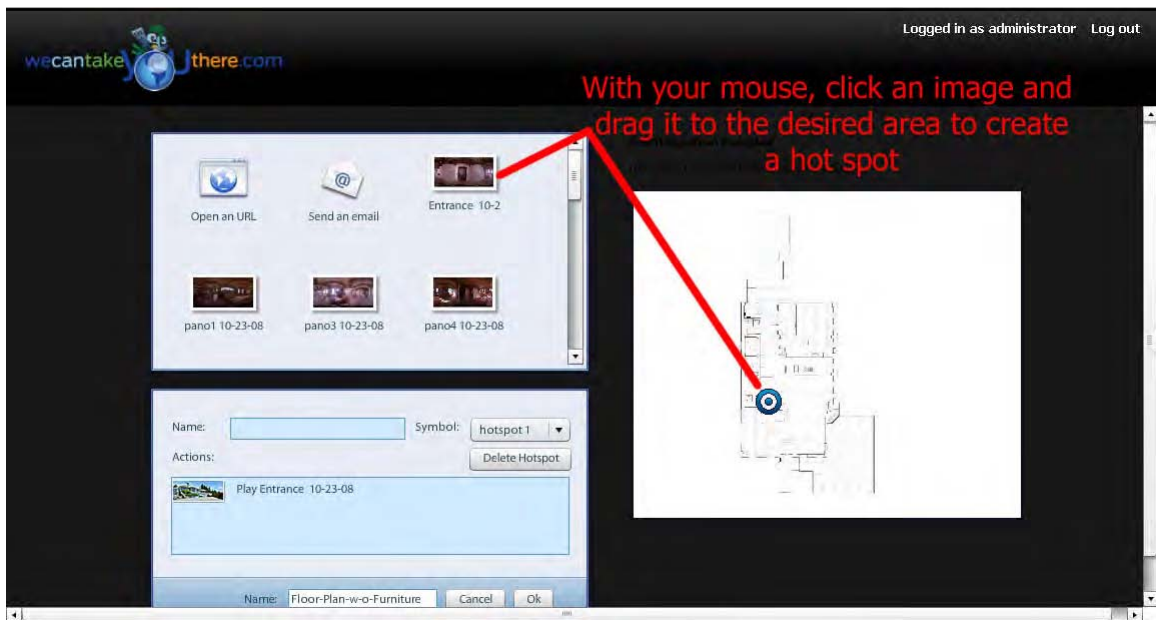 Logged in as administrator Log out
wecantakeyouthere.com
With your mouse, click an image and
drag it to the desired area to create
a hot spot
Open an URL
Send an email
Entrance 10-2
pano1 10-23-08
pano3 10-23-08
pano4 10-23-08
Name:
Symbol: hotspot 1
Actions:
Delete Hotspot
Play Entrance 10-23-08
Name: Floor-Plan-w-o-Furniture Cancel Ok